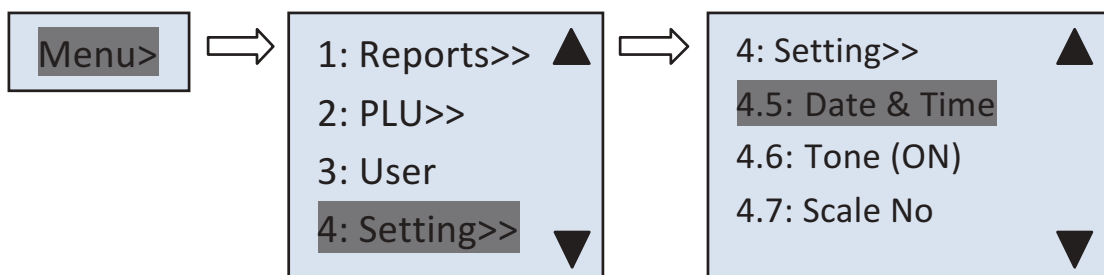 Menu>
1: Reports>>
2: PLU>>
3: User
4: Setting>>
4: Setting>>
4.5: Date & Time
4.6: Tone (ON)
4.7: Scale No